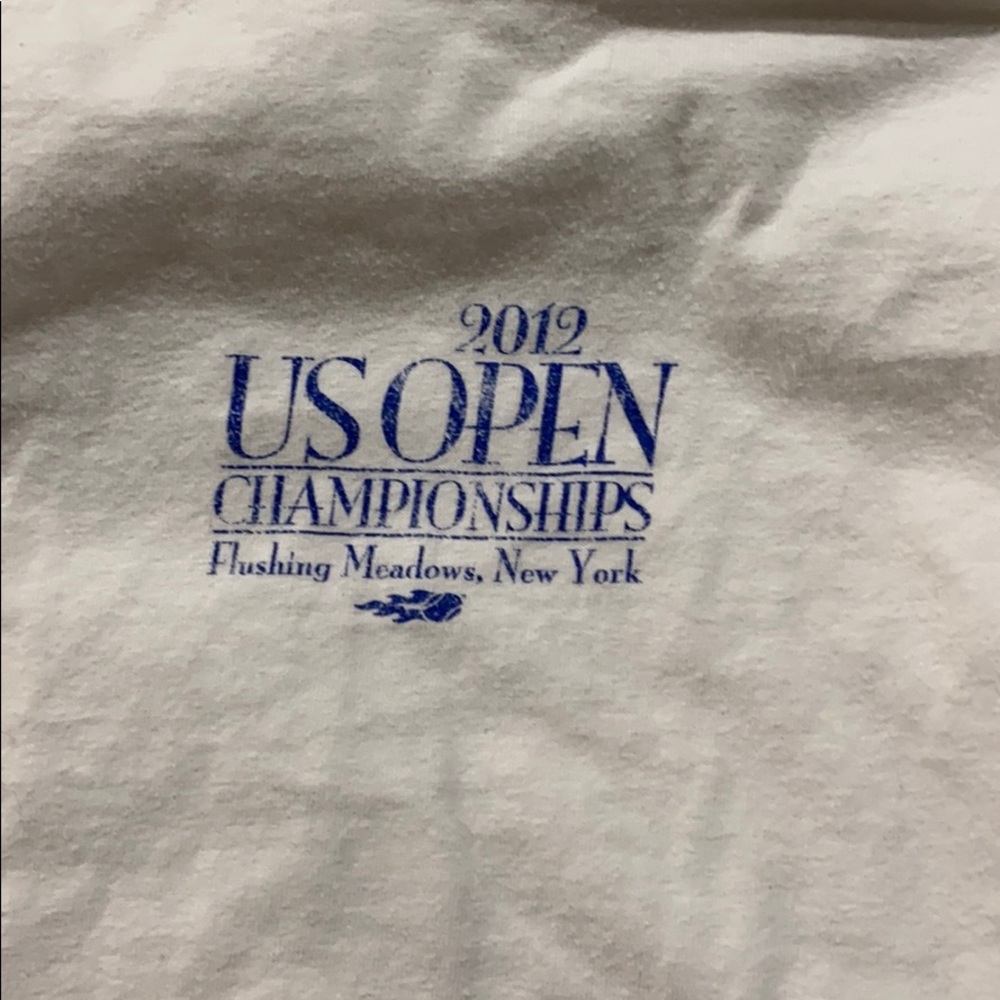 2012
US OPEN
CHAMPIONSHIPS
Flushing Meadows, New York